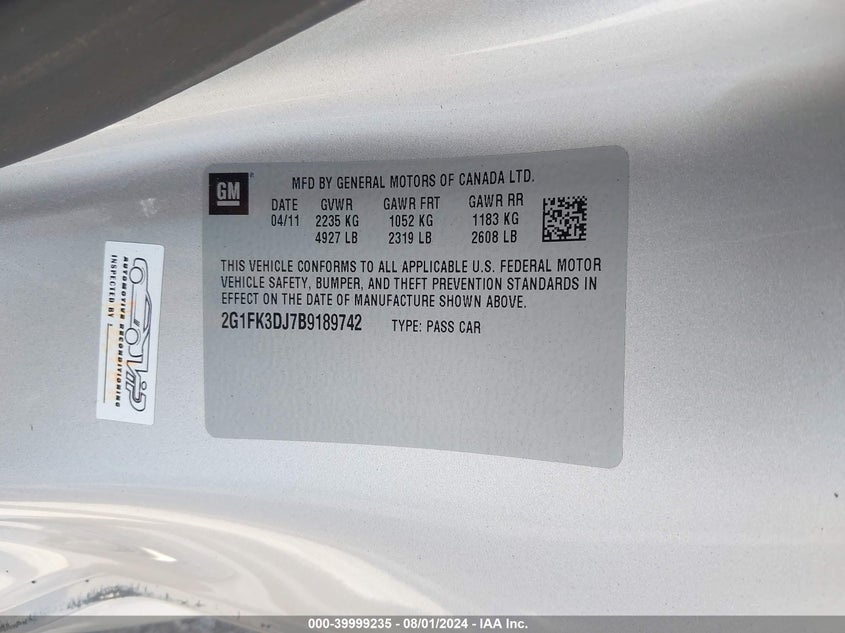 GM
MFD BY GENERAL MOTORS OF CANADA LTD.
DATE GVWR GAWR FRT GAWR RR
04/11 2235 KG 1052 KG 1183 KG
4927 LB 2319 LB 2608 LB
THIS VEHICLE CONFORMS TO ALL APPLICABLE U.S. FEDERAL MOTOR
VEHICLE SAFETY, BUMPER, AND THEFT PREVENTION STANDARDS IN
EFFECT ON THE DATE OF MANUFACTURE SHOWN ABOVE.
2G1FK3DJ7B9189742 TYPE: PASS CAR
AUTOMOTIVE RECONDITIONING
VIP
INSPECTED BY
000-39999235 - 08/01/2024 - IAA Inc.